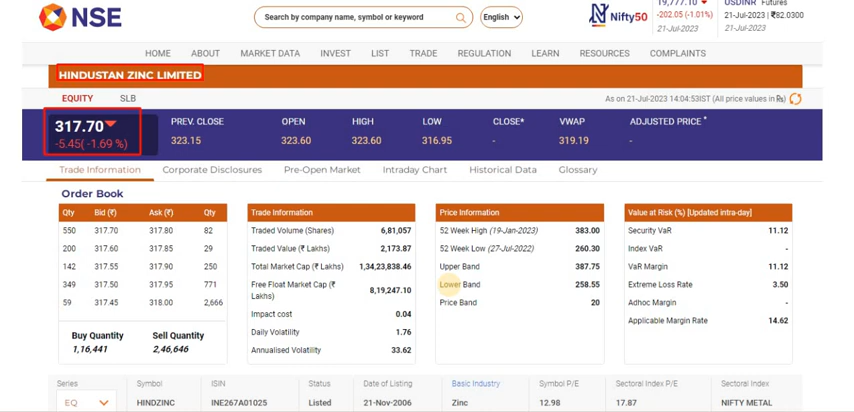 NSE
Search by company name, symbol or keyword
English
Nifty50
19,777.10
-202.05 (-1.01%)
21-Jul-2023
USDINR Futures
21-Jul-2023 | ₹82.0300
21-Jul-2023
HOME ABOUT MARKET DATA INVEST LIST TRADE REGULATION LEARN RESOURCES COMPLAINTS
HINDUSTAN ZINC LIMITED
EQUITY SLB As on 21-Jul-2023 14:04:53IST (All price values in ₨)
317.70 PREV. CLOSE OPEN HIGH LOW CLOSE* VWAP ADJUSTED PRICE *
-5.45( -1.69 %) 323.15 323.60 323.60 316.95 - 319.19 -
Trade Information Corporate Disclosures Pre-Open Market Intraday Chart Historical Data Glossary
Order Book
Qty Bid (₹) Ask (₹) Qty
550 317.70 317.80 82
200 317.60 317.85 29
142 317.55 317.90 250
349 317.50 317.95 771
59 317.45 318.00 2,666
Buy Quantity Sell Quantity
1,16,441 2,46,646
Trade Information
Traded Volume (Shares) 6,81,057
Traded Value (₹ Lakhs) 2,173.87
Total Market Cap (₹ Lakhs) 1,34,23,838.46
Free Float Market Cap (₹
Lakhs) 8,19,247.10
Impact cost 0.04
Daily Volatility 1.76
Annualised Volatility 33.62
Price Information
52 Week High (19-Jan-2023) 383.00
52 Week Low (27-Jul-2022) 260.30
Upper Band 387.75
Lower Band 258.55
Price Band 20
Value at Risk (%) [Updated intra-day]
Security VaR 11.12
Index VaR -
VaR Margin 11.12
Extreme Loss Rate 3.50
Adhoc Margin -
Applicable Margin Rate 14.62
Series Symbol ISIN Status Date of Listing Basic Industry Symbol P/E Sectoral Index P/E Sectoral Index
EQ HINDZINC INE267A01025 Listed 21-Nov-2006 Zinc 12.98 17.87 NIFTY METAL